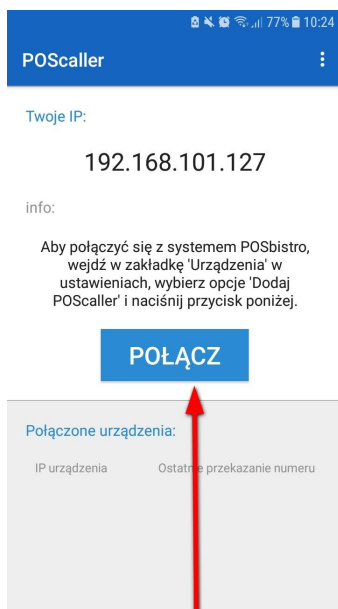 77% 10:24
POScaller
Twoje IP:
192.168.101.127
info:
Aby połączyć się z systemem POSbistro,
wejdź w zakładkę 'Urządzenia' w
ustawieniach, wybierz opcje 'Dodaj
POScaller' i naciśnij przycisk poniżej.
POŁĄCZ
Połączone urządzenia:
IP urządzenia Ostatnie przekazanie numeru